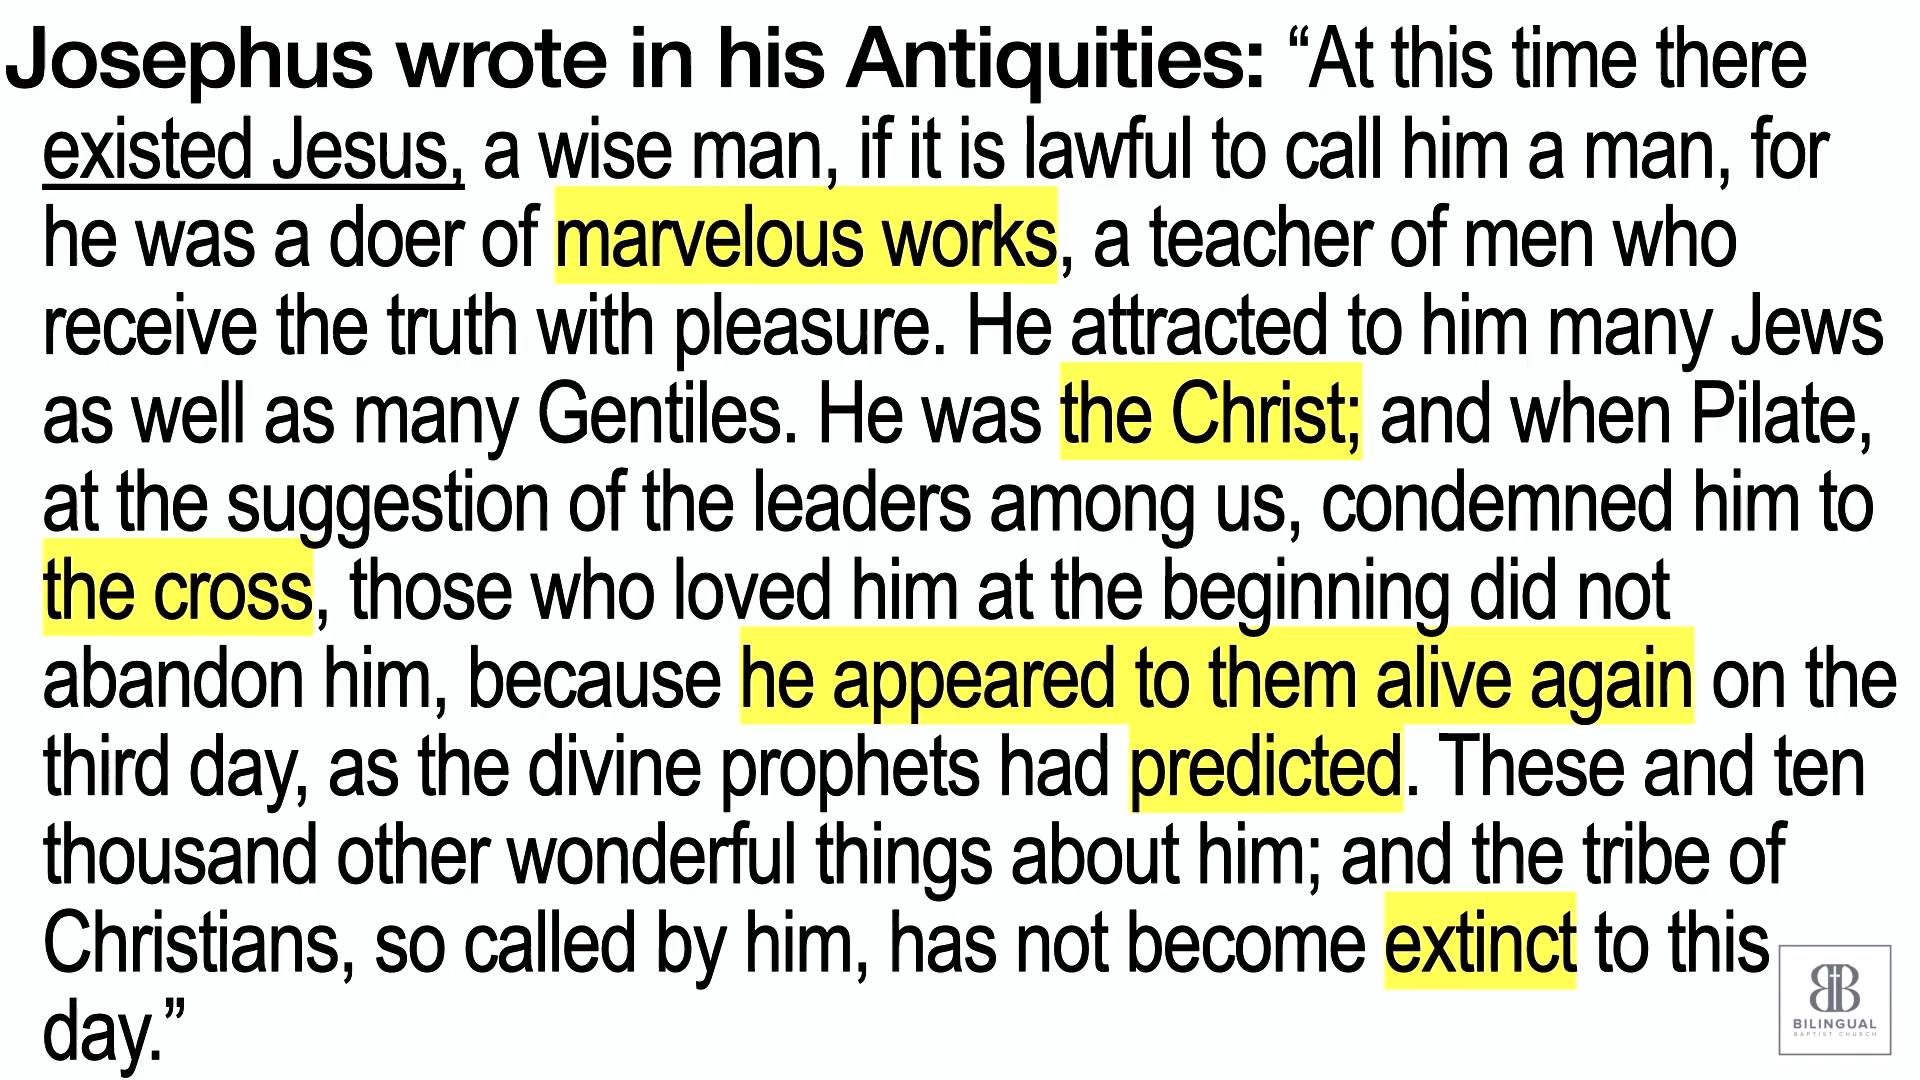 Josephus wrote in his Antiquities: “At this time there
existed Jesus, a wise man, if it is lawful to call him a man, for
he was a doer of marvelous works, a teacher of men who
receive the truth with pleasure. He attracted to him many Jews
as well as many Gentiles. He was the Christ; and when Pilate,
at the suggestion of the leaders among us, condemned him to
the cross, those who loved him at the beginning did not
abandon him, because he appeared to them alive again on the
third day, as the divine prophets had predicted. These and ten
thousand other wonderful things about him; and the tribe of
Christians, so called by him, has not become extinct to this
day.”
BILINGUAL
BAPTIST CHURCH